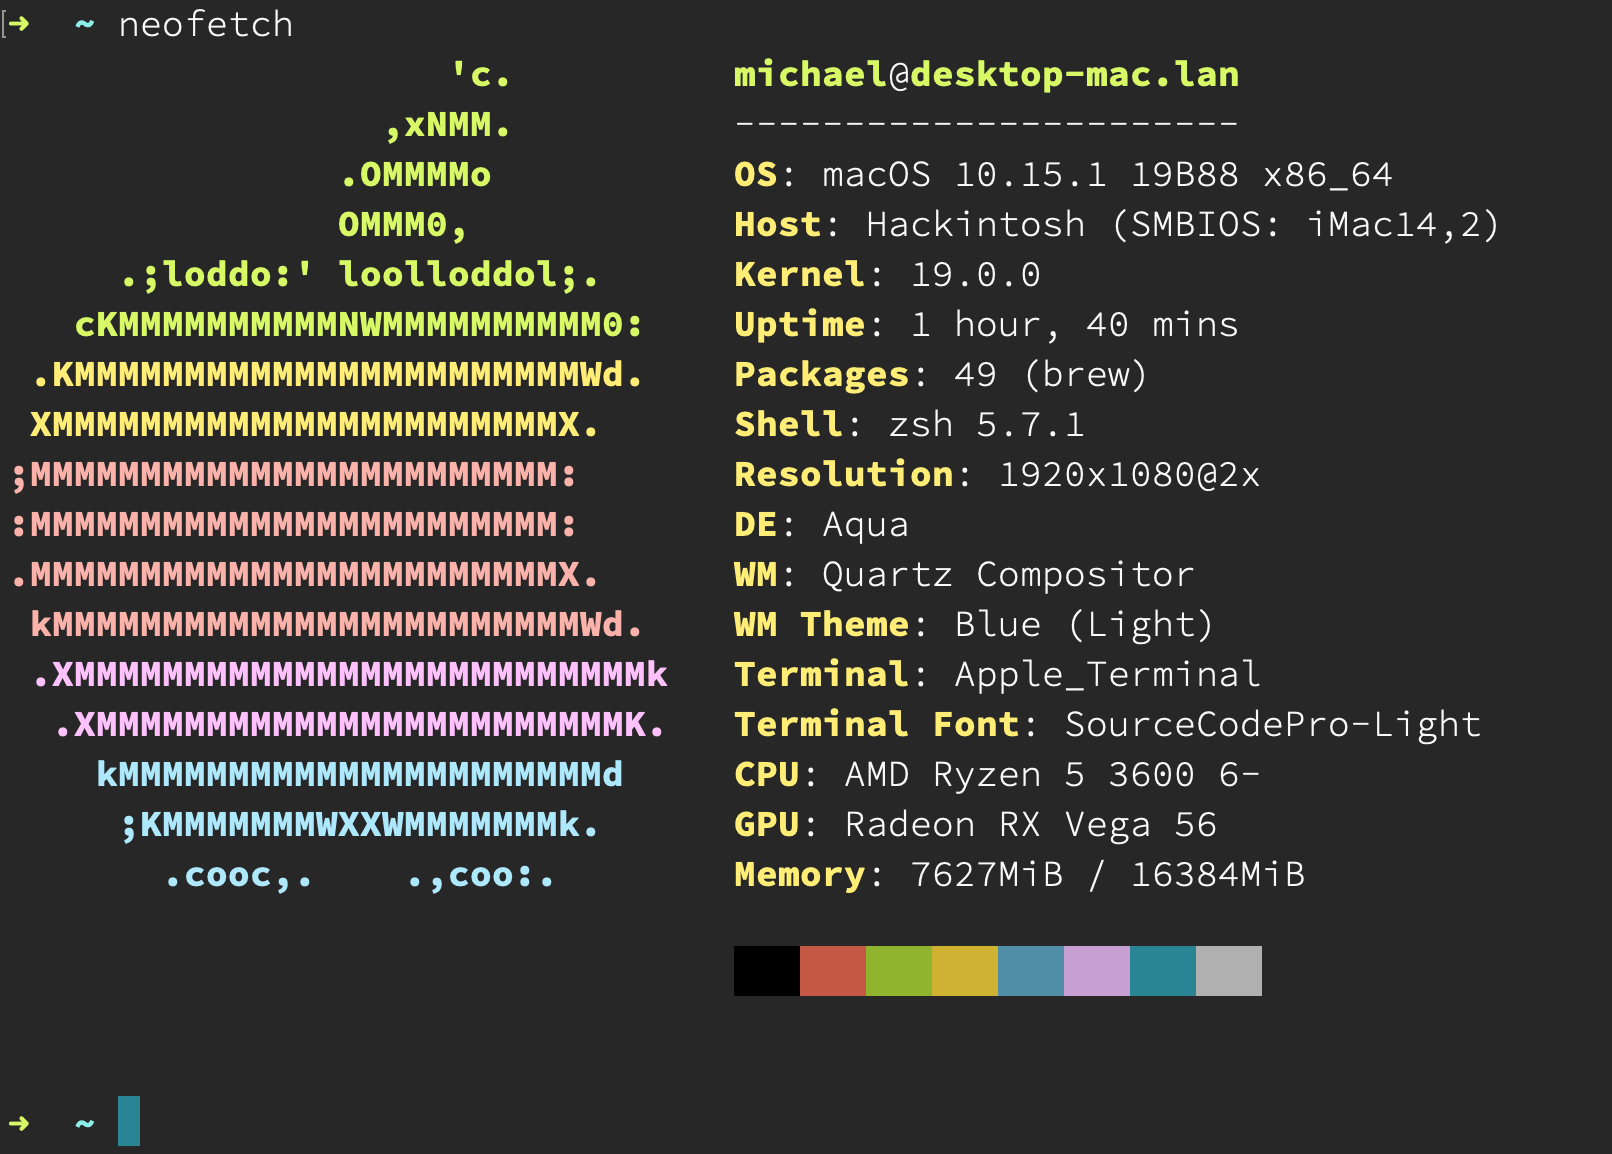 ➜  ~ neofetch
                    'c.          michael@desktop-mac.lan
                 ,xNMM.          -----------------------
               .OMMMMo           OS: macOS 10.15.1 19B88 x86_64
               OMMM0,            Host: Hackintosh (SMBIOS: iMac14,2)
     .;loddo:' loolloddol;.      Kernel: 19.0.0
   cKMMMMMMMMMMNWMMMMMMMMMM0:    Uptime: 1 hour, 40 mins
 .KMMMMMMMMMMMMMMMMMMMMMMMWd.    Packages: 49 (brew)
 XMMMMMMMMMMMMMMMMMMMMMMMX.      Shell: zsh 5.7.1
;MMMMMMMMMMMMMMMMMMMMMMMM:       Resolution: 1920x1080@2x
:MMMMMMMMMMMMMMMMMMMMMMMM:       DE: Aqua
.MMMMMMMMMMMMMMMMMMMMMMMMX.      WM: Quartz Compositor
 kMMMMMMMMMMMMMMMMMMMMMMMMWd.    WM Theme: Blue (Light)
 .XMMMMMMMMMMMMMMMMMMMMMMMMMMk   Terminal: Apple_Terminal
  .XMMMMMMMMMMMMMMMMMMMMMMMMK.   Terminal Font: SourceCodePro-Light
    kMMMMMMMMMMMMMMMMMMMMMMd     CPU: AMD Ryzen 5 3600 6-
     ;KMMMMMMMWXXWMMMMMMMk.      GPU: Radeon RX Vega 56
       .cooc,.    .,coo:.        Memory: 7627MiB / 16384MiB
➜  ~